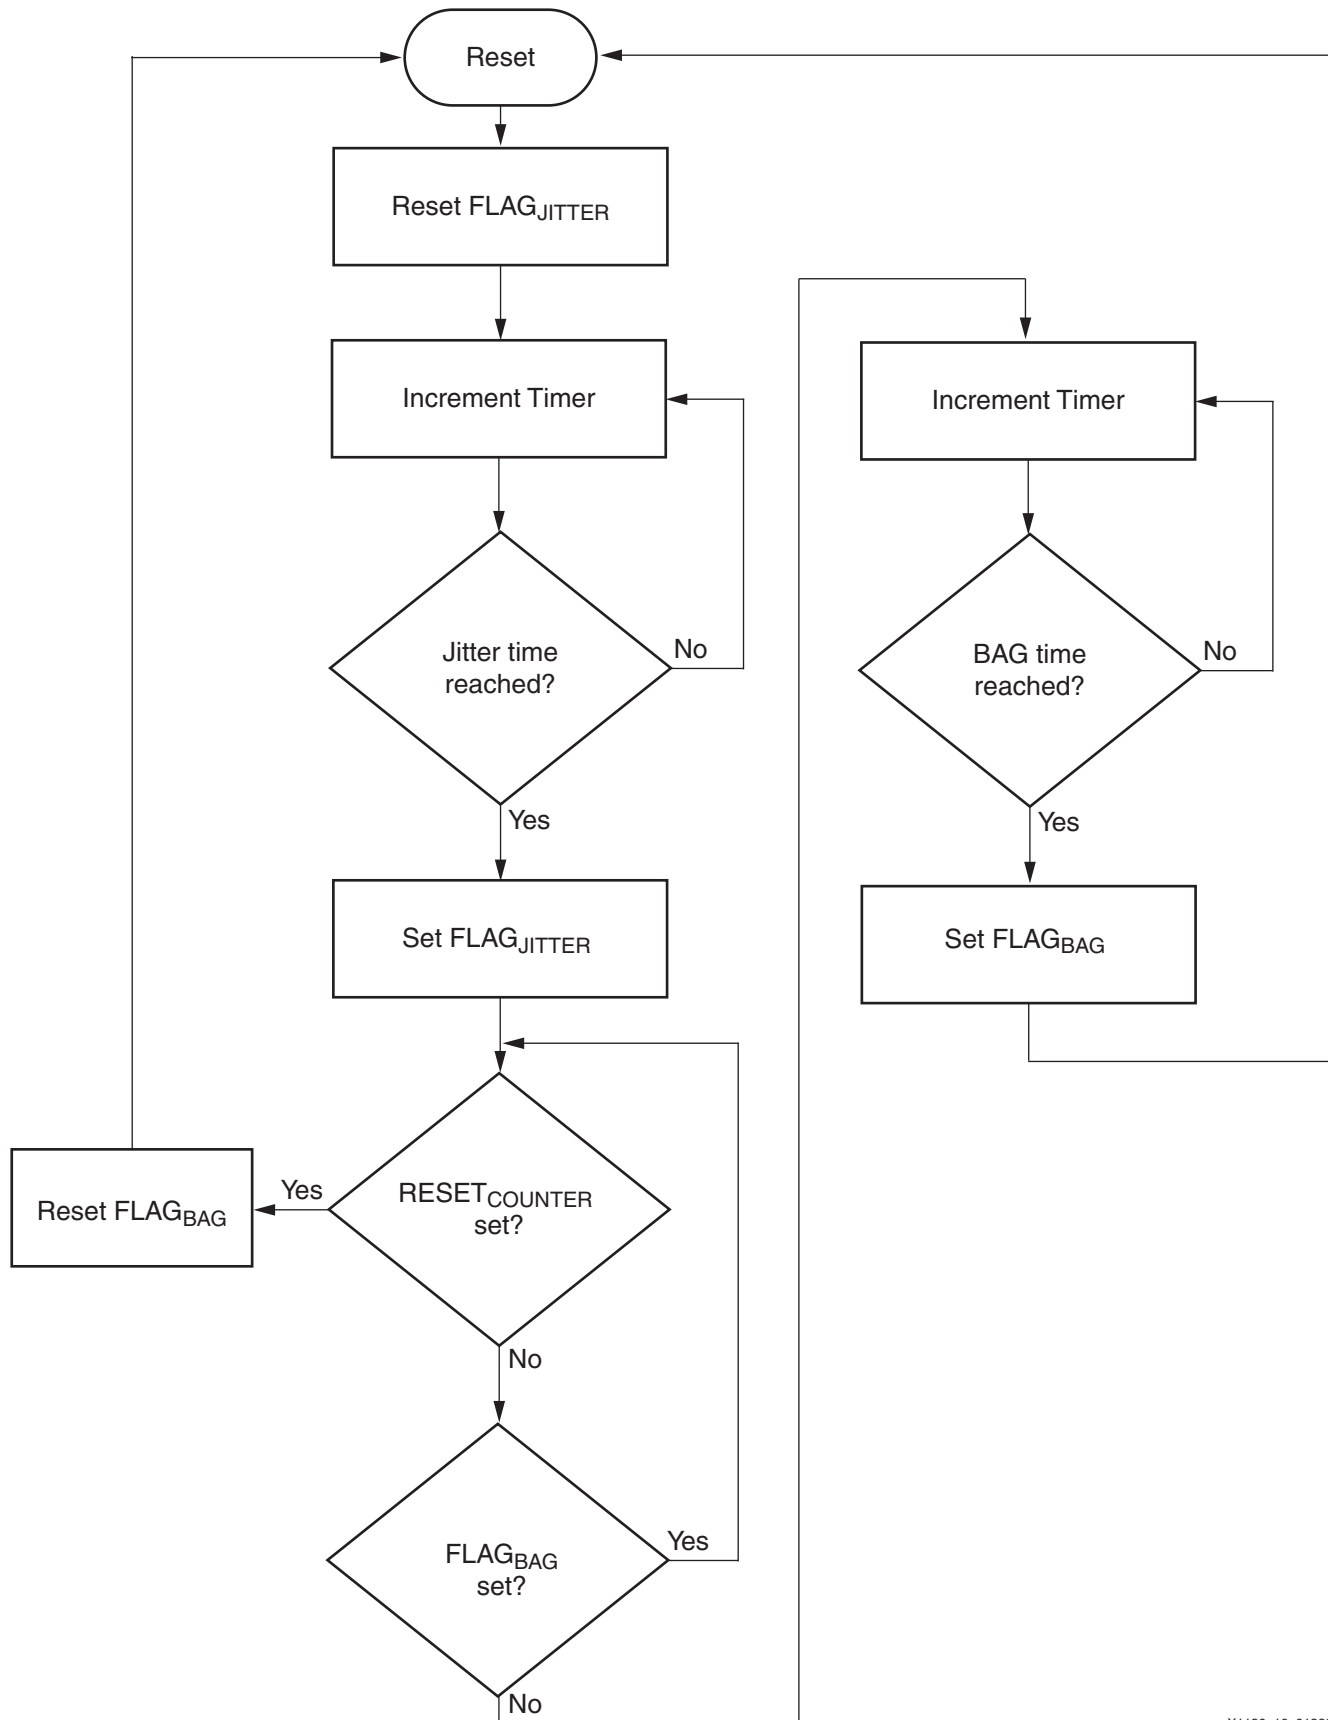 Reset
Reset FLAGJITTER
Increment Timer
Jitter time
reached?
No
Yes
Set FLAGJITTER
RESETCOUNTER
set?
Yes
Reset FLAGBAG
No
FLAGBAG
set?
Yes
No
Increment Timer
BAG time
reached?
No
Yes
Set FLAGBAG